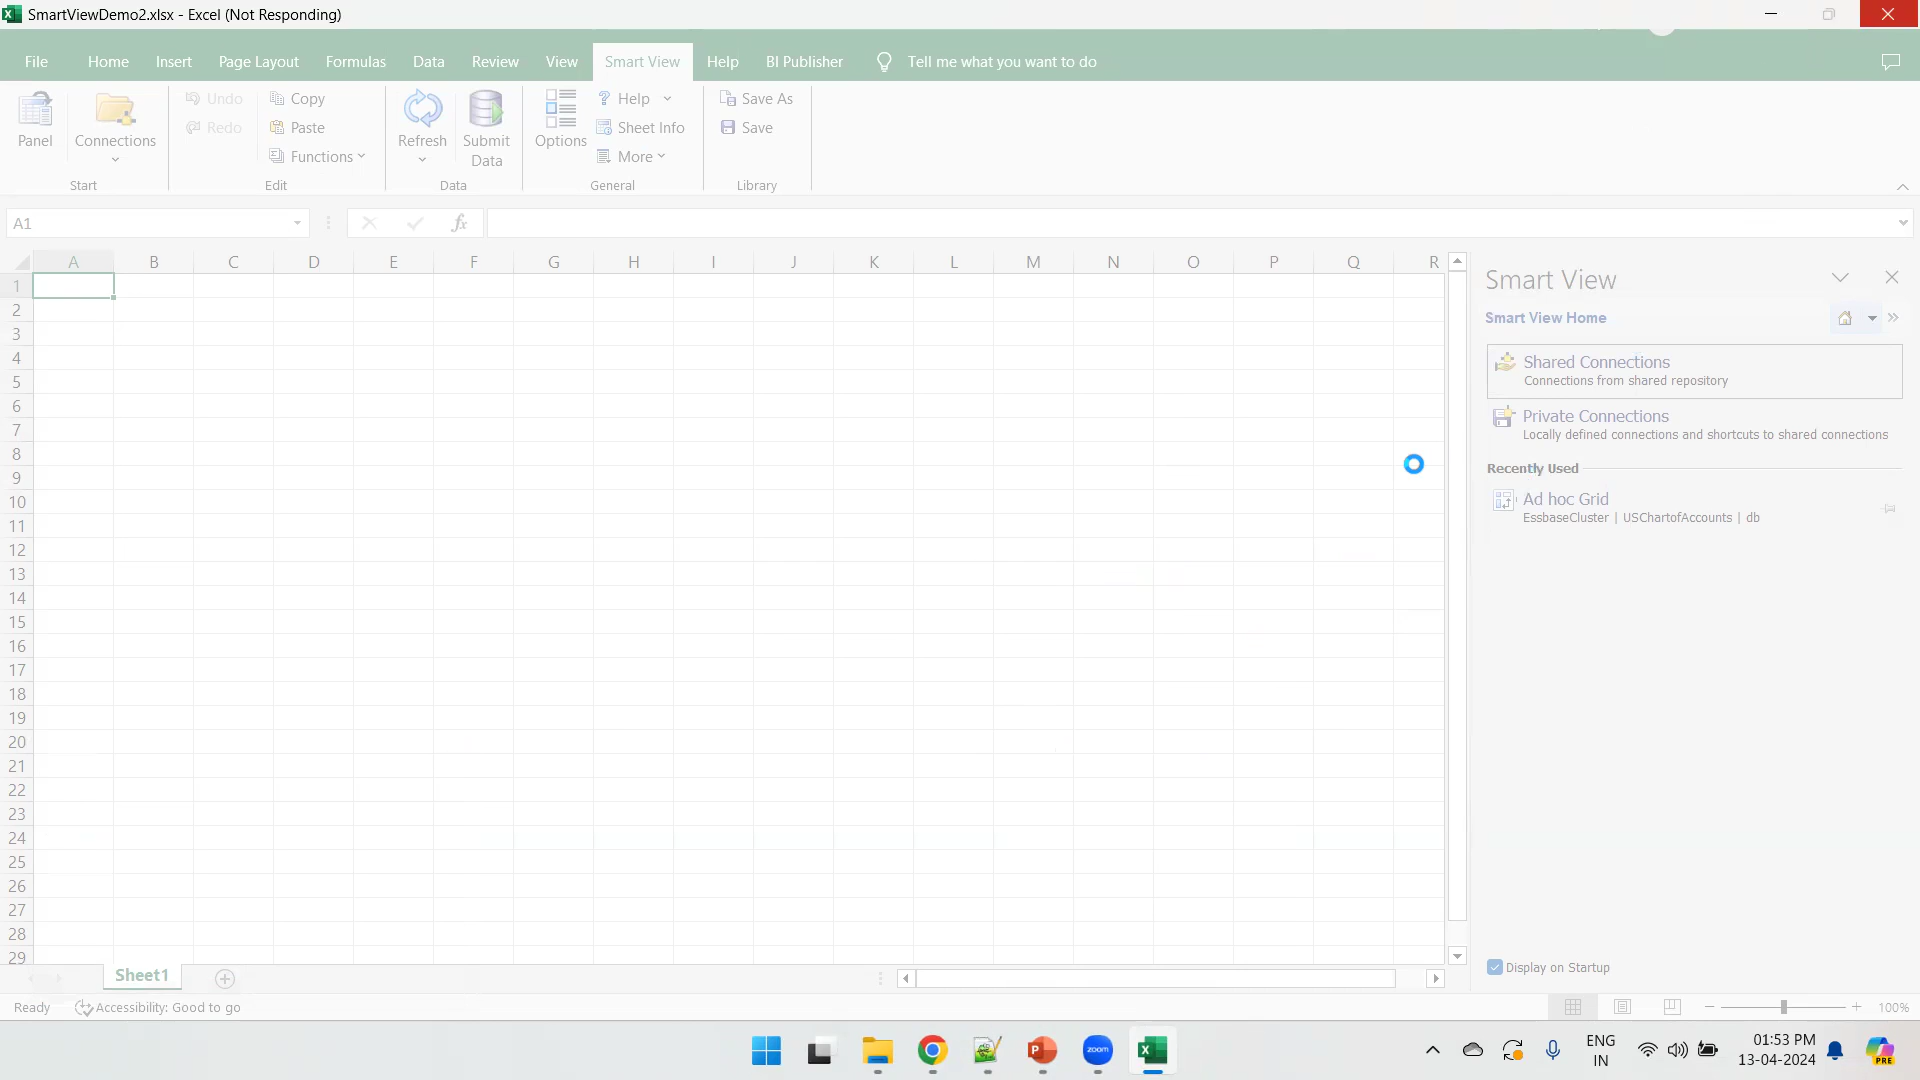 SmartViewDemo2.xlsx - Excel (Not Responding)
File Home Insert Page Layout Formulas Data Review View Smart View Help BI Publisher Tell me what you want to do
Panel
Connections
Start
Undo
Redo
Copy
Paste
Functions
Edit
Refresh
Submit
Data
Data
Options
Help
Sheet Info
More
General
Save As
Save
Library
A1
fx
A B C D E F G H I J K L M N O P Q R
1
2
3
4
5
6
7
8
9
10
11
12
13
14
15
16
17
18
19
20
21
22
23
24
25
26
27
28
29
Smart View
Smart View Home
Shared Connections
Connections from shared repository
Private Connections
Locally defined connections and shortcuts to shared connections
Recently Used
Ad hoc Grid
EssbaseCluster | USChartofAccounts | db
Display on Startup
Sheet1
Ready
Accessibility: Good to go
100%
zoom
ENG
IN
01:53 PM
13-04-2024
PRE